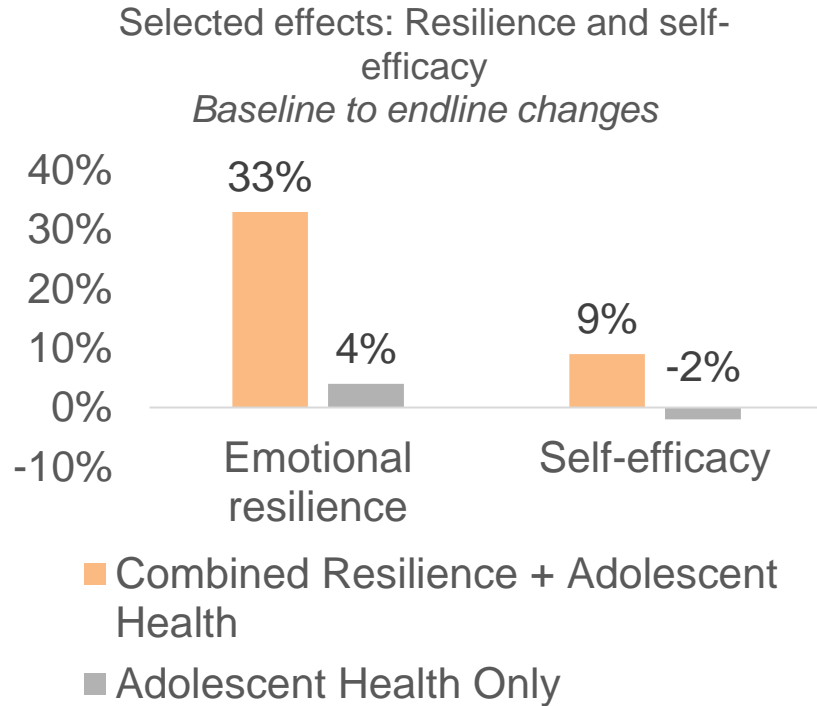 Selected effects: Resilience and self-
efficacy
Baseline to endline changes
40%
30%
20%
10%
0%
-10%
33%
4%
9%
-2%
Emotional
resilience
Self-efficacy
Combined Resilience + Adolescent
Health
Adolescent Health Only